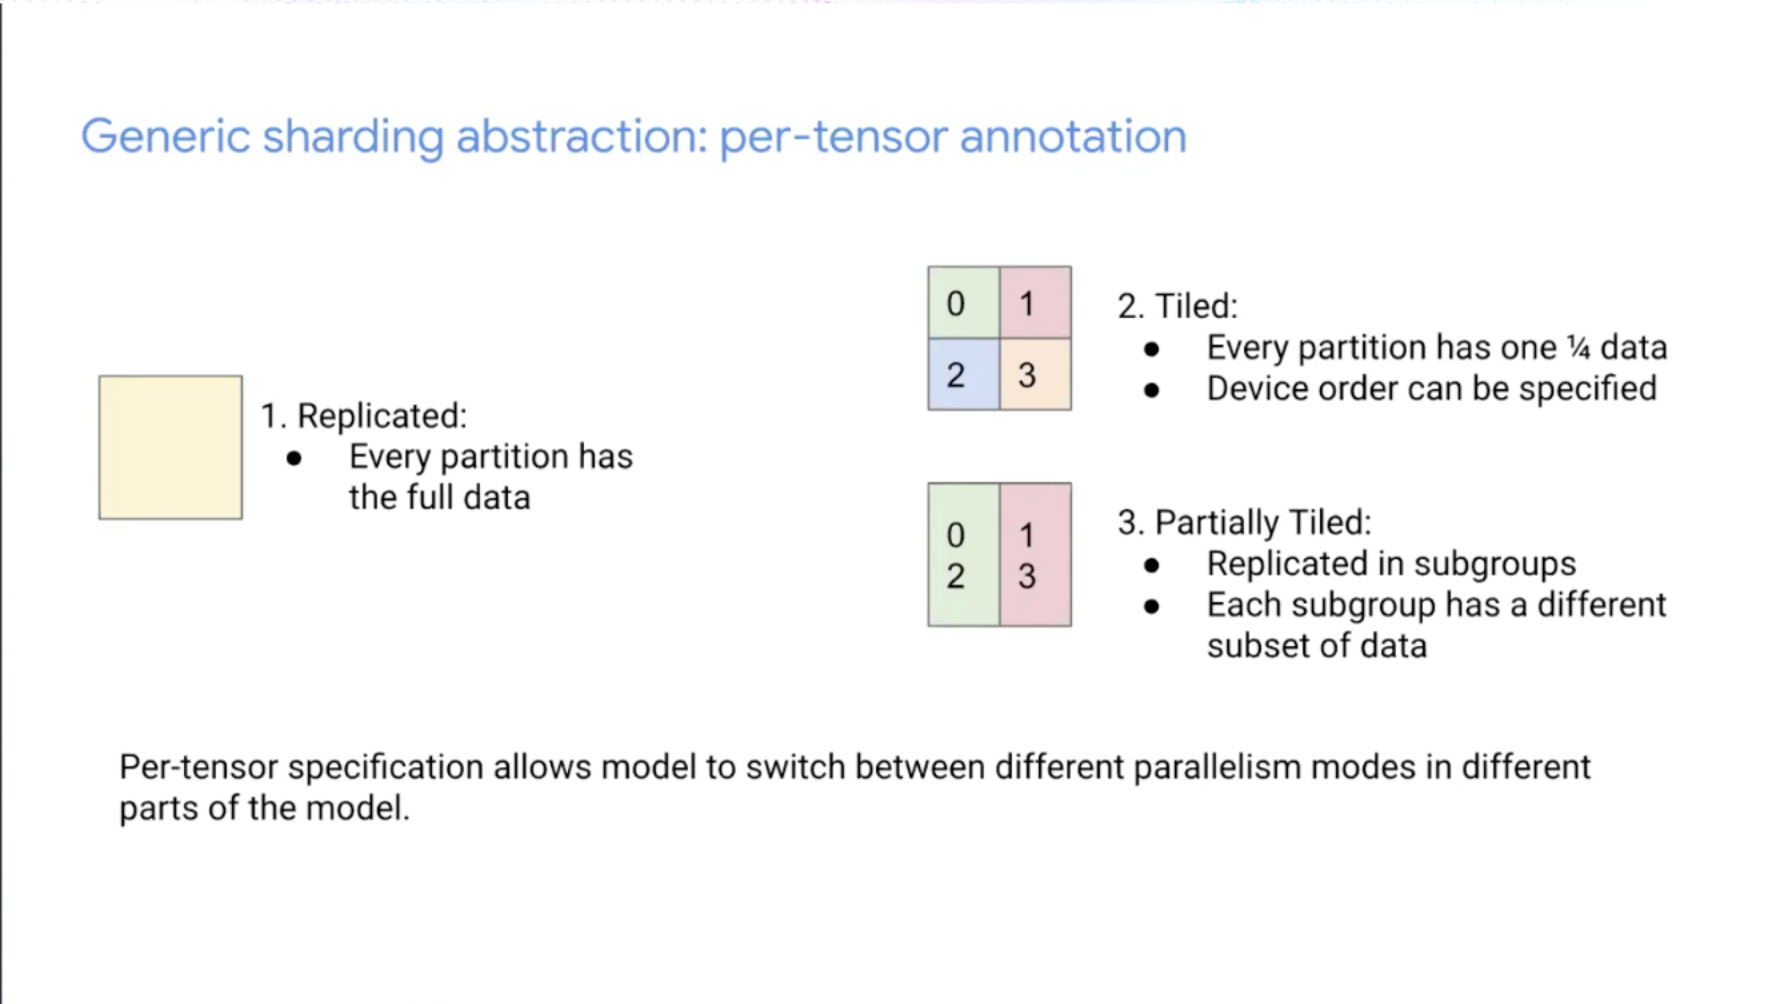 Generic sharding abstraction: per-tensor annotation
1. Replicated:
● Every partition has
the full data
0 1
2 3
2. Tiled:
● Every partition has one ¼ data
● Device order can be specified
0 1
2 3
3. Partially Tiled:
● Replicated in subgroups
● Each subgroup has a different
subset of data
Per-tensor specification allows model to switch between different parallelism modes in different
parts of the model.